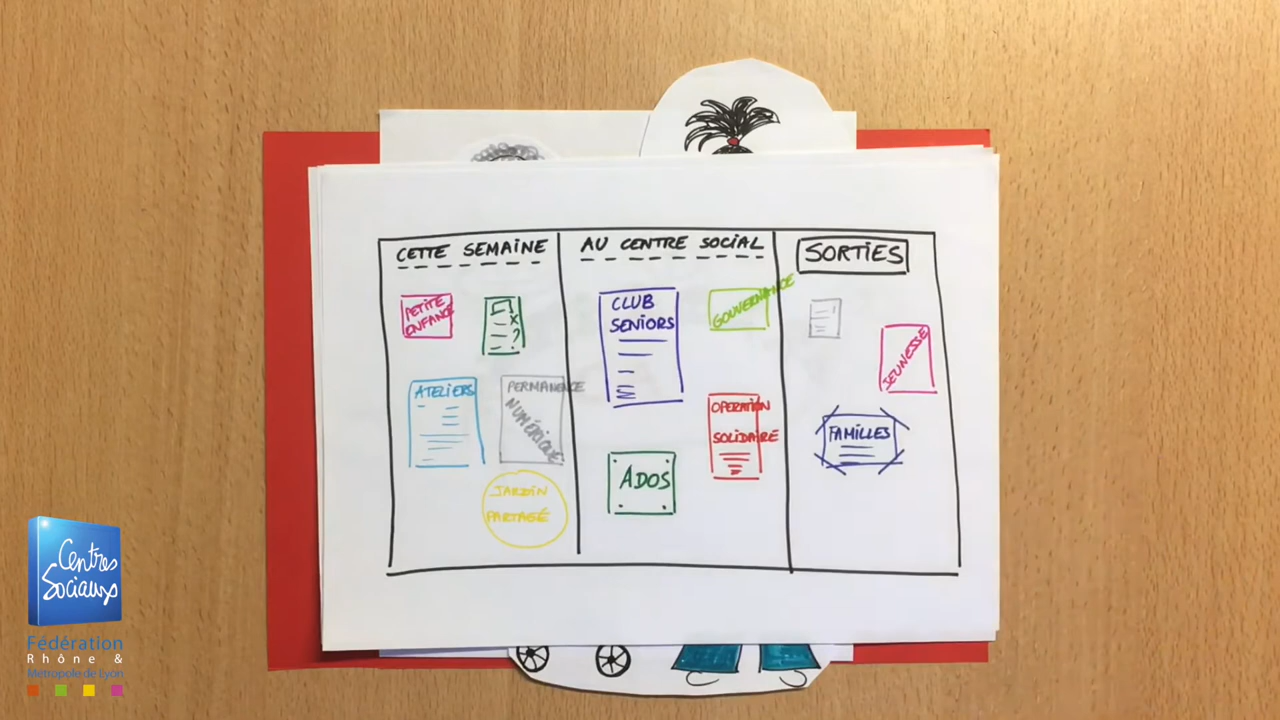 CETTE SEMAINE
PETITE
ENFANCE
X
?
ATELIERS
PERMANENCE
NUMÉRIQUE
JARDIN
PARTAGÉ
AU CENTRE SOCIAL
CLUB
SENIORS
GOUVERNANCE
OPERATION
SOLIDAIRE
ADOS
SORTIES
JEUNESSE
FAMILLES
Centres
Sociaux
Fédération
Rhône &
Métropole de Lyon